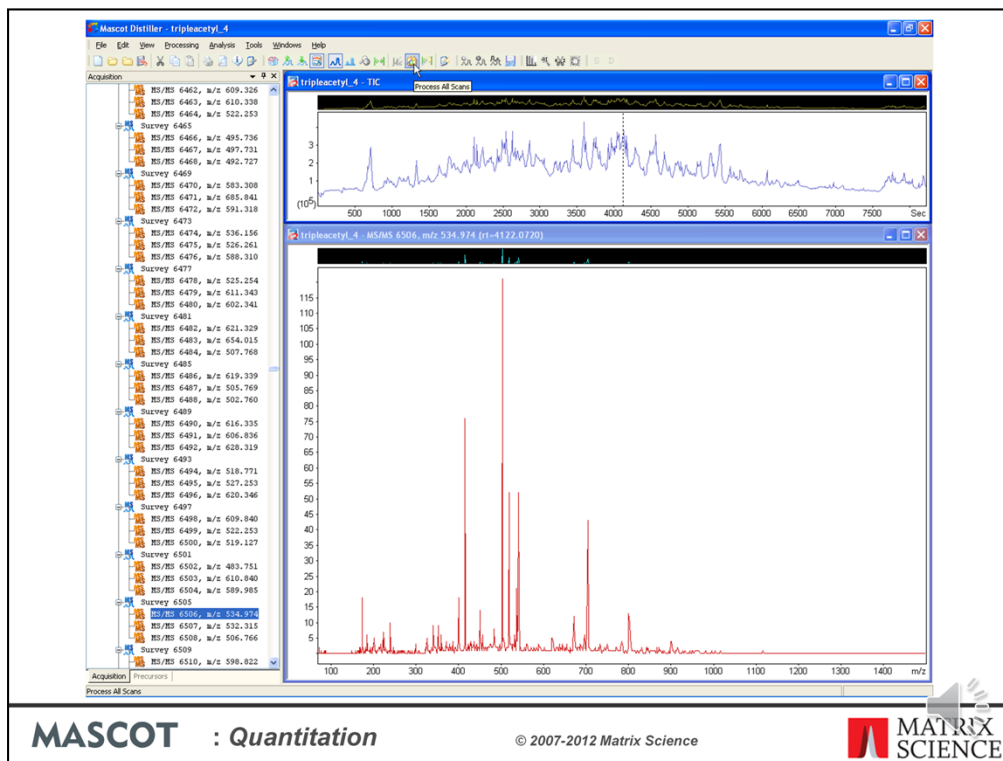 Mascot Distiller - tripleacetyl_4
File Edit View Processing Analysis Tools Windows Help
Process All Scans
Acquisition
MS/MS 6462, m/z 609.326
MS/MS 6463, m/z 610.338
MS/MS 6464, m/z 522.253
Survey 6465
MS/MS 6466, m/z 495.736
MS/MS 6467, m/z 497.731
MS/MS 6468, m/z 492.727
Survey 6469
MS/MS 6470, m/z 583.308
MS/MS 6471, m/z 685.841
MS/MS 6472, m/z 591.318
Survey 6473
MS/MS 6474, m/z 536.156
MS/MS 6475, m/z 526.261
MS/MS 6476, m/z 588.310
Survey 6477
MS/MS 6478, m/z 525.254
MS/MS 6479, m/z 611.343
MS/MS 6480, m/z 602.341
Survey 6481
MS/MS 6482, m/z 621.329
MS/MS 6483, m/z 654.015
MS/MS 6484, m/z 507.768
Survey 6485
MS/MS 6486, m/z 619.339
MS/MS 6487, m/z 505.769
MS/MS 6488, m/z 502.760
Survey 6489
MS/MS 6490, m/z 616.335
MS/MS 6491, m/z 606.836
MS/MS 6492, m/z 628.319
Survey 6493
MS/MS 6494, m/z 518.771
MS/MS 6495, m/z 527.253
MS/MS 6496, m/z 620.346
Survey 6497
MS/MS 6498, m/z 609.840
MS/MS 6499, m/z 522.253
MS/MS 6500, m/z 519.127
Survey 6501
MS/MS 6502, m/z 483.751
MS/MS 6503, m/z 610.840
MS/MS 6504, m/z 589.985
Survey 6505
MS/MS 6506, m/z 534.974
MS/MS 6507, m/z 532.315
MS/MS 6508, m/z 506.766
Survey 6509
MS/MS 6510, m/z 598.822
Acquisition Precursors
Process All Scans
tripleacetyl_4 - TIC
3
2
1
(10⁵)
500 1000 1500 2000 2500 3000 3500 4000 4500 5000 5500 6000 6500 7000 7500 Sec
tripleacetyl_4 - MS/MS 6506, m/z 534.974 (rt=4122.0720)
115
110
105
100
95
90
85
80
75
70
65
60
55
50
45
40
35
30
25
20
15
10
5
100 200 300 400 500 600 700 800 900 1000 1100 1200 1300 1400 m/z
MASCOT : Quantitation © 2007-2012 Matrix Science
MATRIX
SCIENCE